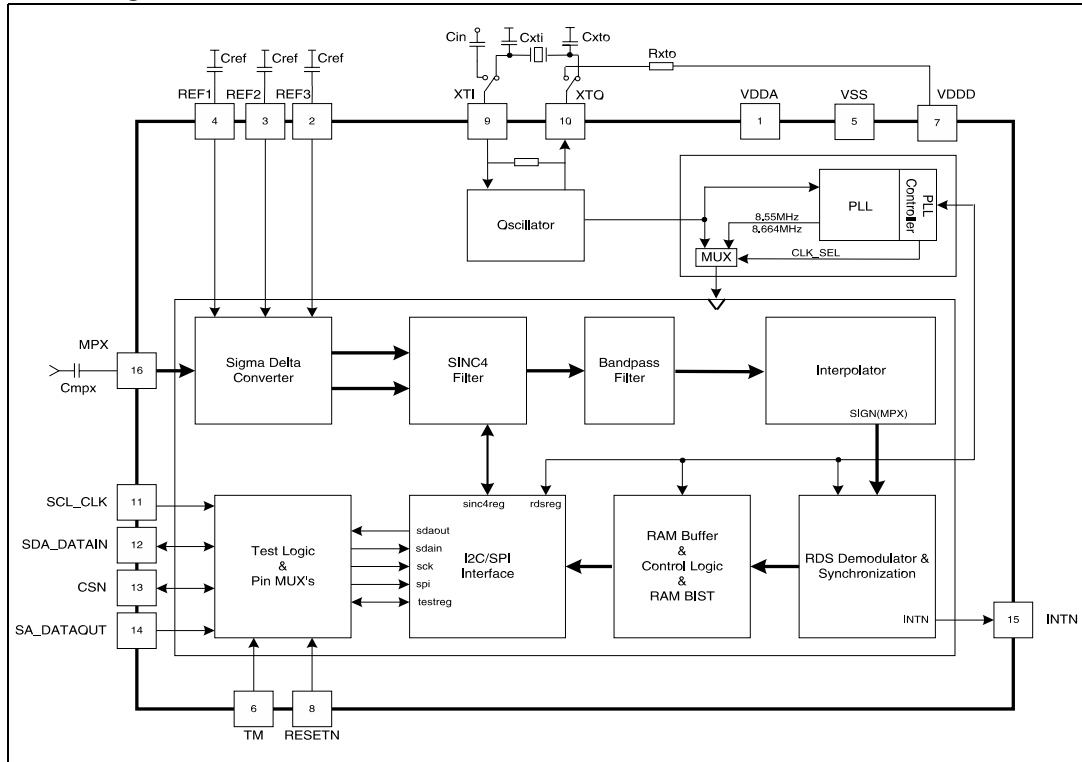 Cin
Cxti
Cxto
Rxto
Cref
Cref
Cref
REF1
REF2
REF3
XTI
XTO
VDDA
VSS
VDDD
4
3
2
9
10
1
5
7
Oscillator
PLL
PLL Controller
8.55MHz
8.664MHz
MUX
CLK_SEL
MPX
16
Cmpx
Sigma Delta
Converter
SINC4
Filter
Bandpass
Filter
Interpolator
SIGN(MPX)
SCL_CLK
11
SDA_DATAIN
12
CSN
13
SA_DATAOUT
14
Test Logic
&
Pin MUX's
sinc4reg
rdsreg
sdaout
sdain
sck
spi
testreg
I2C/SPI
Interface
RAM Buffer
&
Control Logic
&
RAM BIST
RDS Demodulator &
Synchronization
INTN
15
INTN
6
8
TM
RESETN